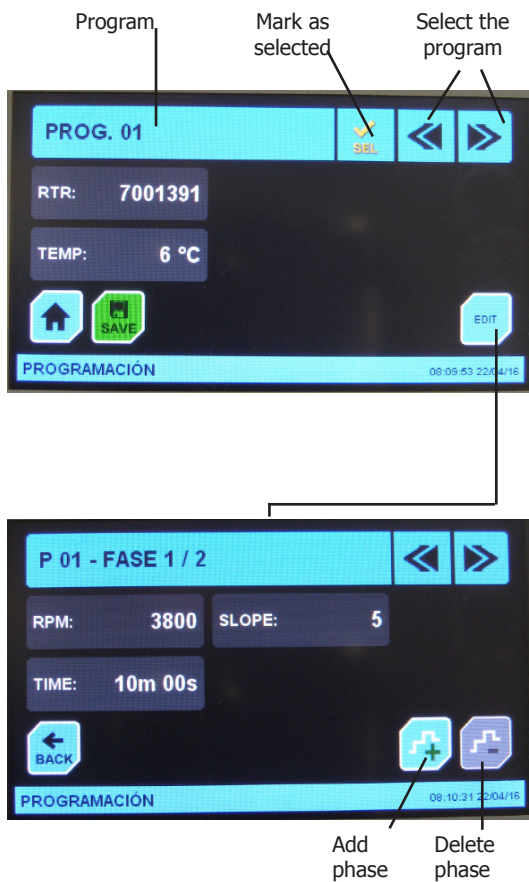 Program
Mark as
selected
Select the
program
PROG. 01
SEL
RTR: 7001391
TEMP: 6 °C
SAVE
EDIT
PROGRAMACIÓN
08:09:53 22/04/16
P 01 - FASE 1 / 2
RPM: 3800
SLOPE: 5
TIME: 10m 00s
BACK
PROGRAMACIÓN
08:10:31 22/04/16
Add
phase
Delete
phase